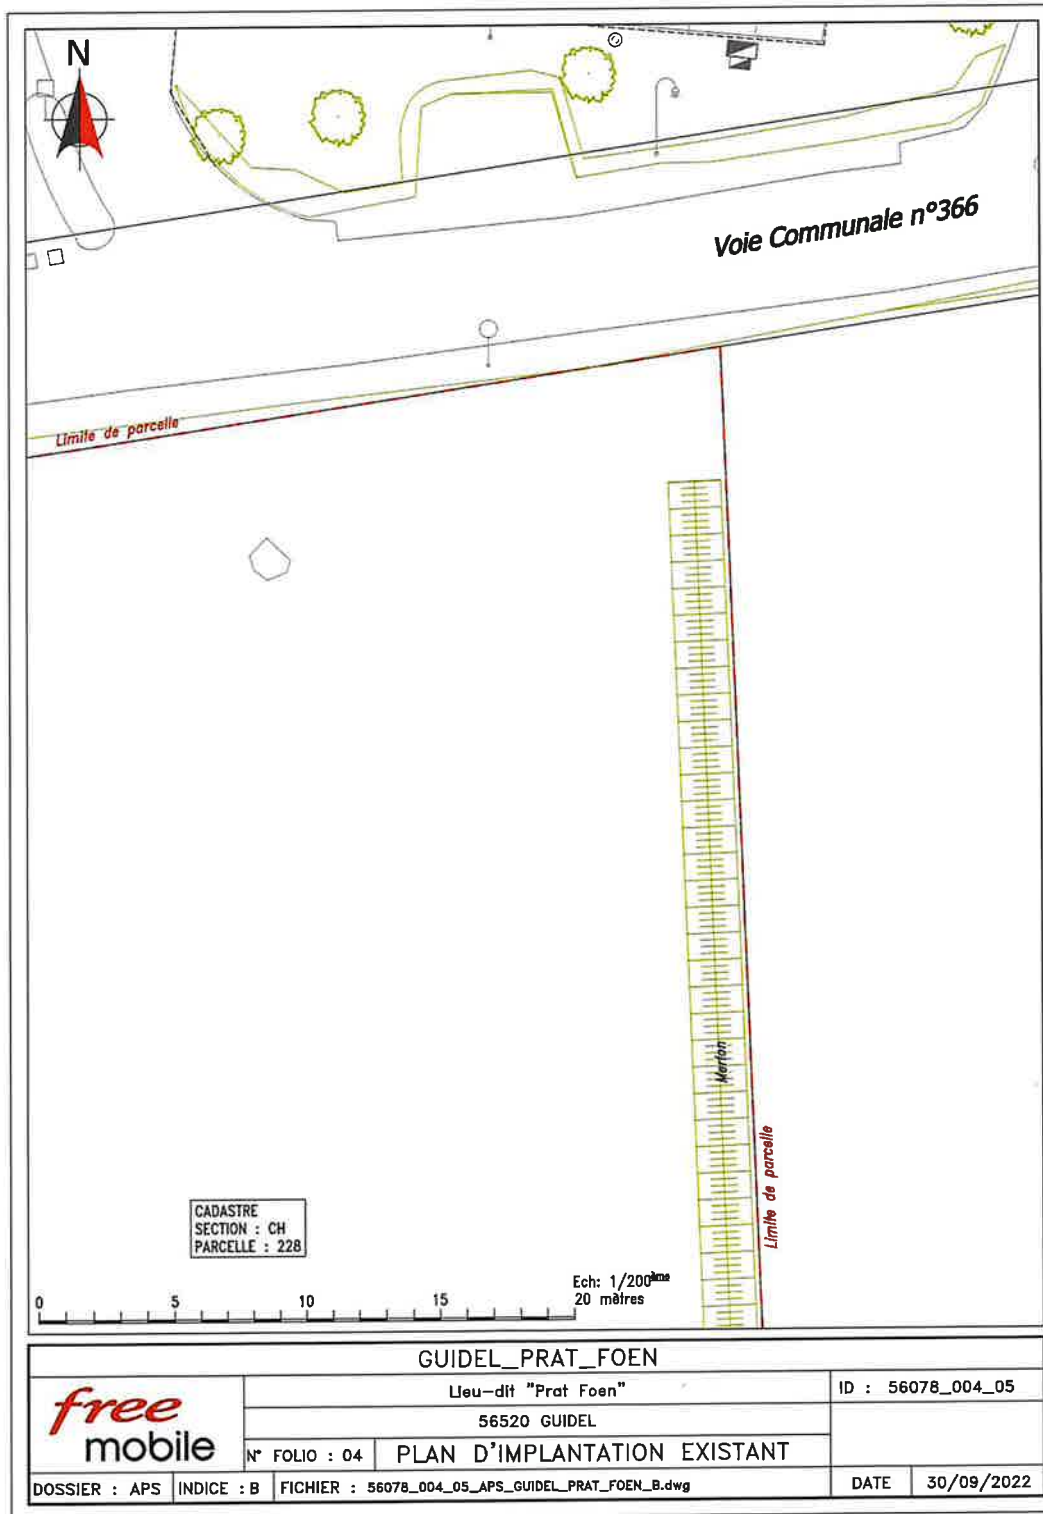 N
Voie Communale n°366
Limite de parcelle
Merlon
Limite de parcelle
CADASTRE
SECTION : CH
PARCELLE : 228
Ech: 1/200ème
20 mètres
0 5 10 15
GUIDEL_PRAT_FOEN
free
mobile
Lieu-dit "Prat Foen"
ID : 56078_004_05
56520 GUIDEL
N° FOLIO : 04
PLAN D'IMPLANTATION EXISTANT
DOSSIER : APS
INDICE : B
FICHIER : 56078_004_05_APS_GUIDEL_PRAT_FOEN_B.dwg
DATE
30/09/2022